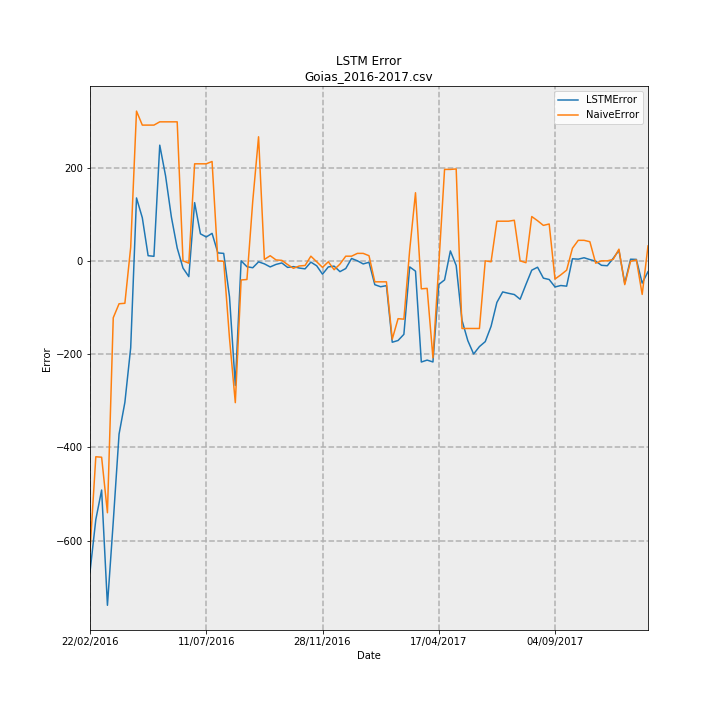 LSTM Error
Goias_2016-2017.csv
LSTMError
NaiveError
200
0
−200
−400
−600
Error
22/02/2016
11/07/2016
28/11/2016
17/04/2017
04/09/2017
Date